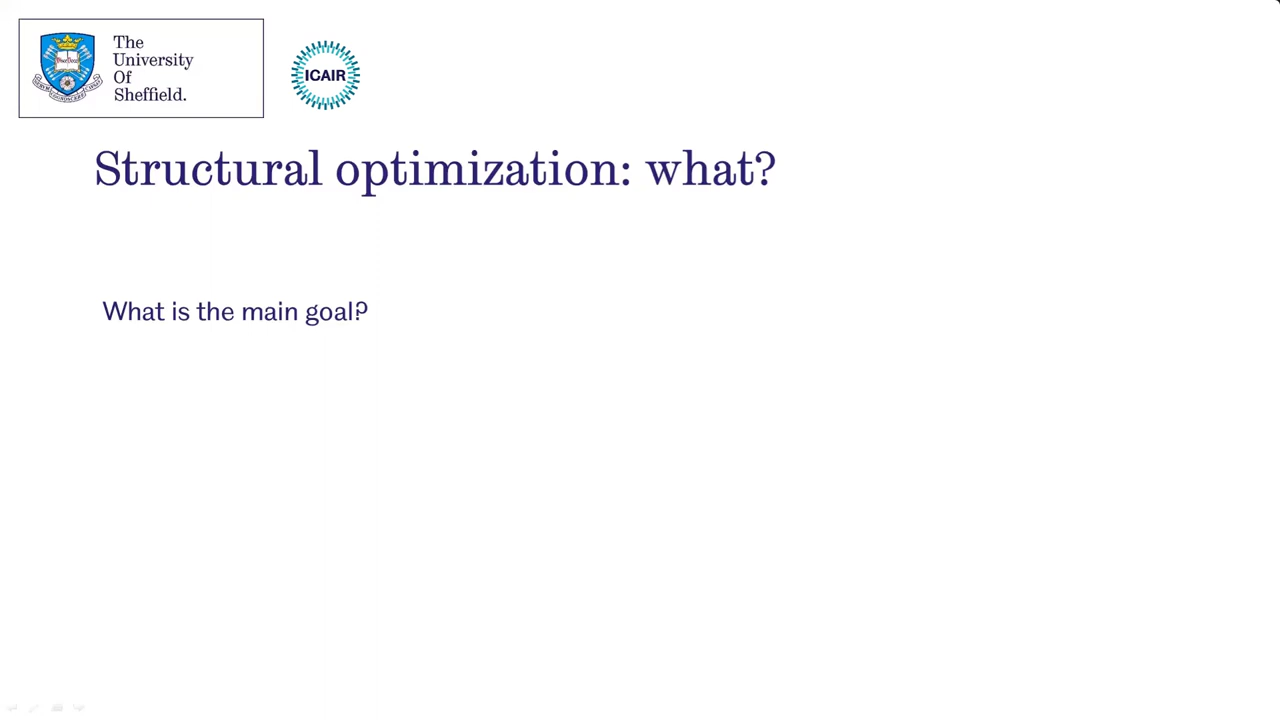 The
University
Of
Sheffield.
ICAIR
Structural optimization: what?
What is the main goal?